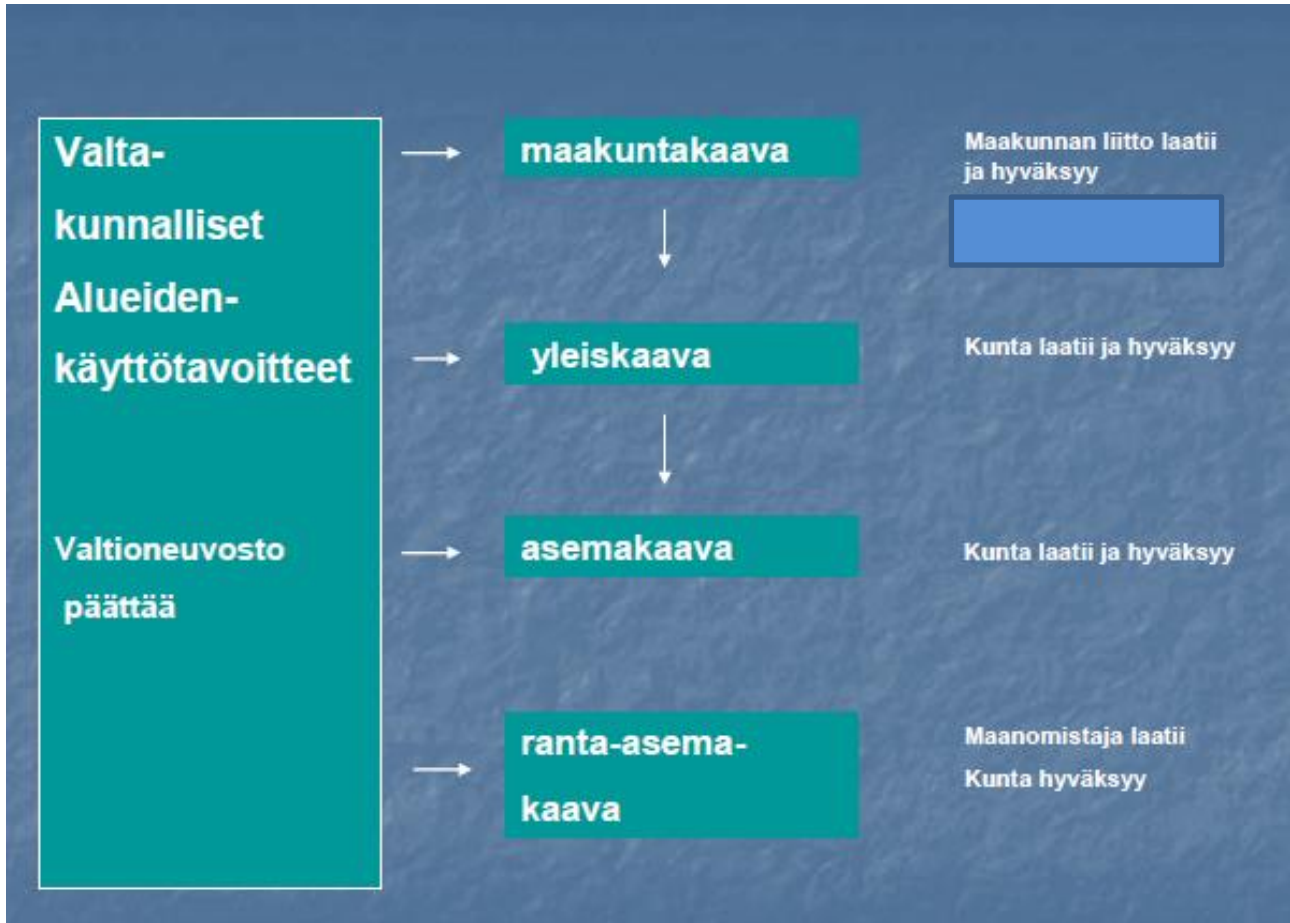 Valta-
kunnalliset
Alueiden-
käyttötavoitteet
Valtioneuvosto
päättää
maakuntakaava
Maakunnan liitto laatii
ja hyväksyy
yleiskaava
Kunta laatii ja hyväksyy
asemakaava
Kunta laatii ja hyväksyy
ranta-asema-
kaava
Maanomistaja laatii
Kunta hyväksyy